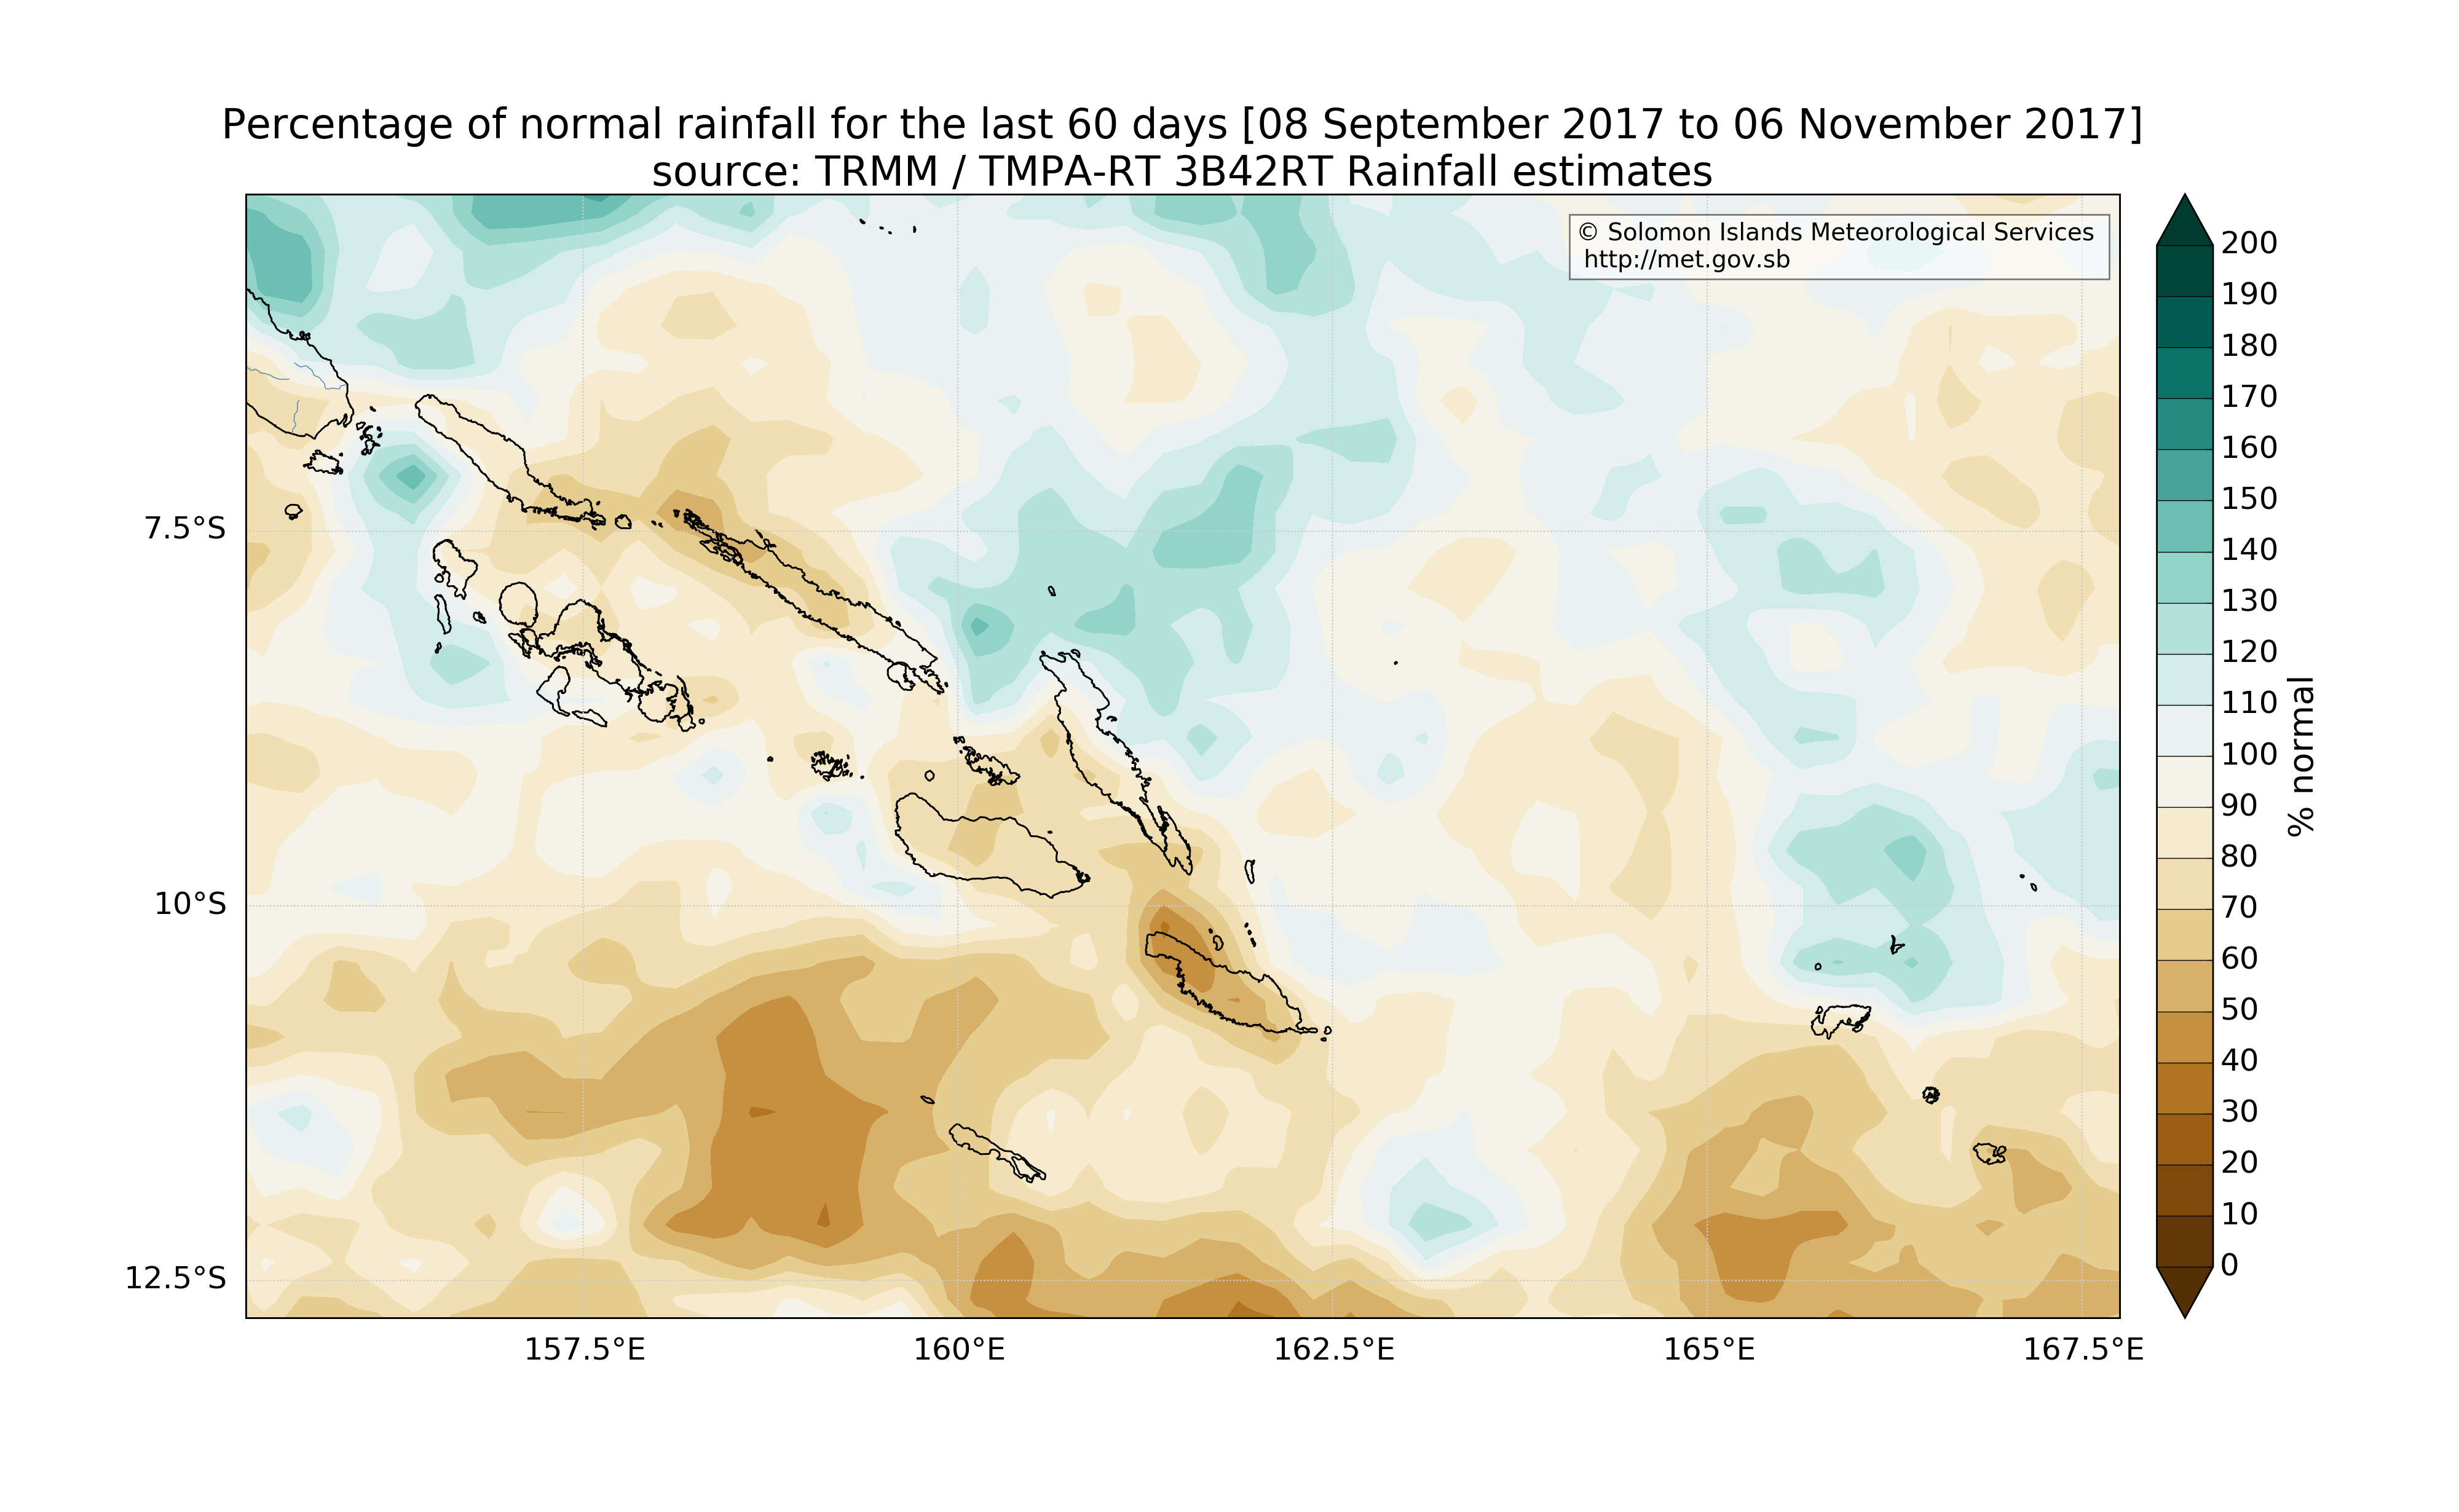 Percentage of normal rainfall for the last 60 days [08 September 2017 to 06 November 2017]
source: TRMM / TMPA-RT 3B42RT Rainfall estimates
© Solomon Islands Meteorological Services
http://met.gov.sb
7.5°S
10°S
12.5°S
157.5°E
160°E
162.5°E
165°E
167.5°E
200
190
180
170
160
150
140
130
120
110
100
90
80
70
60
50
40
30
20
10
0
% normal